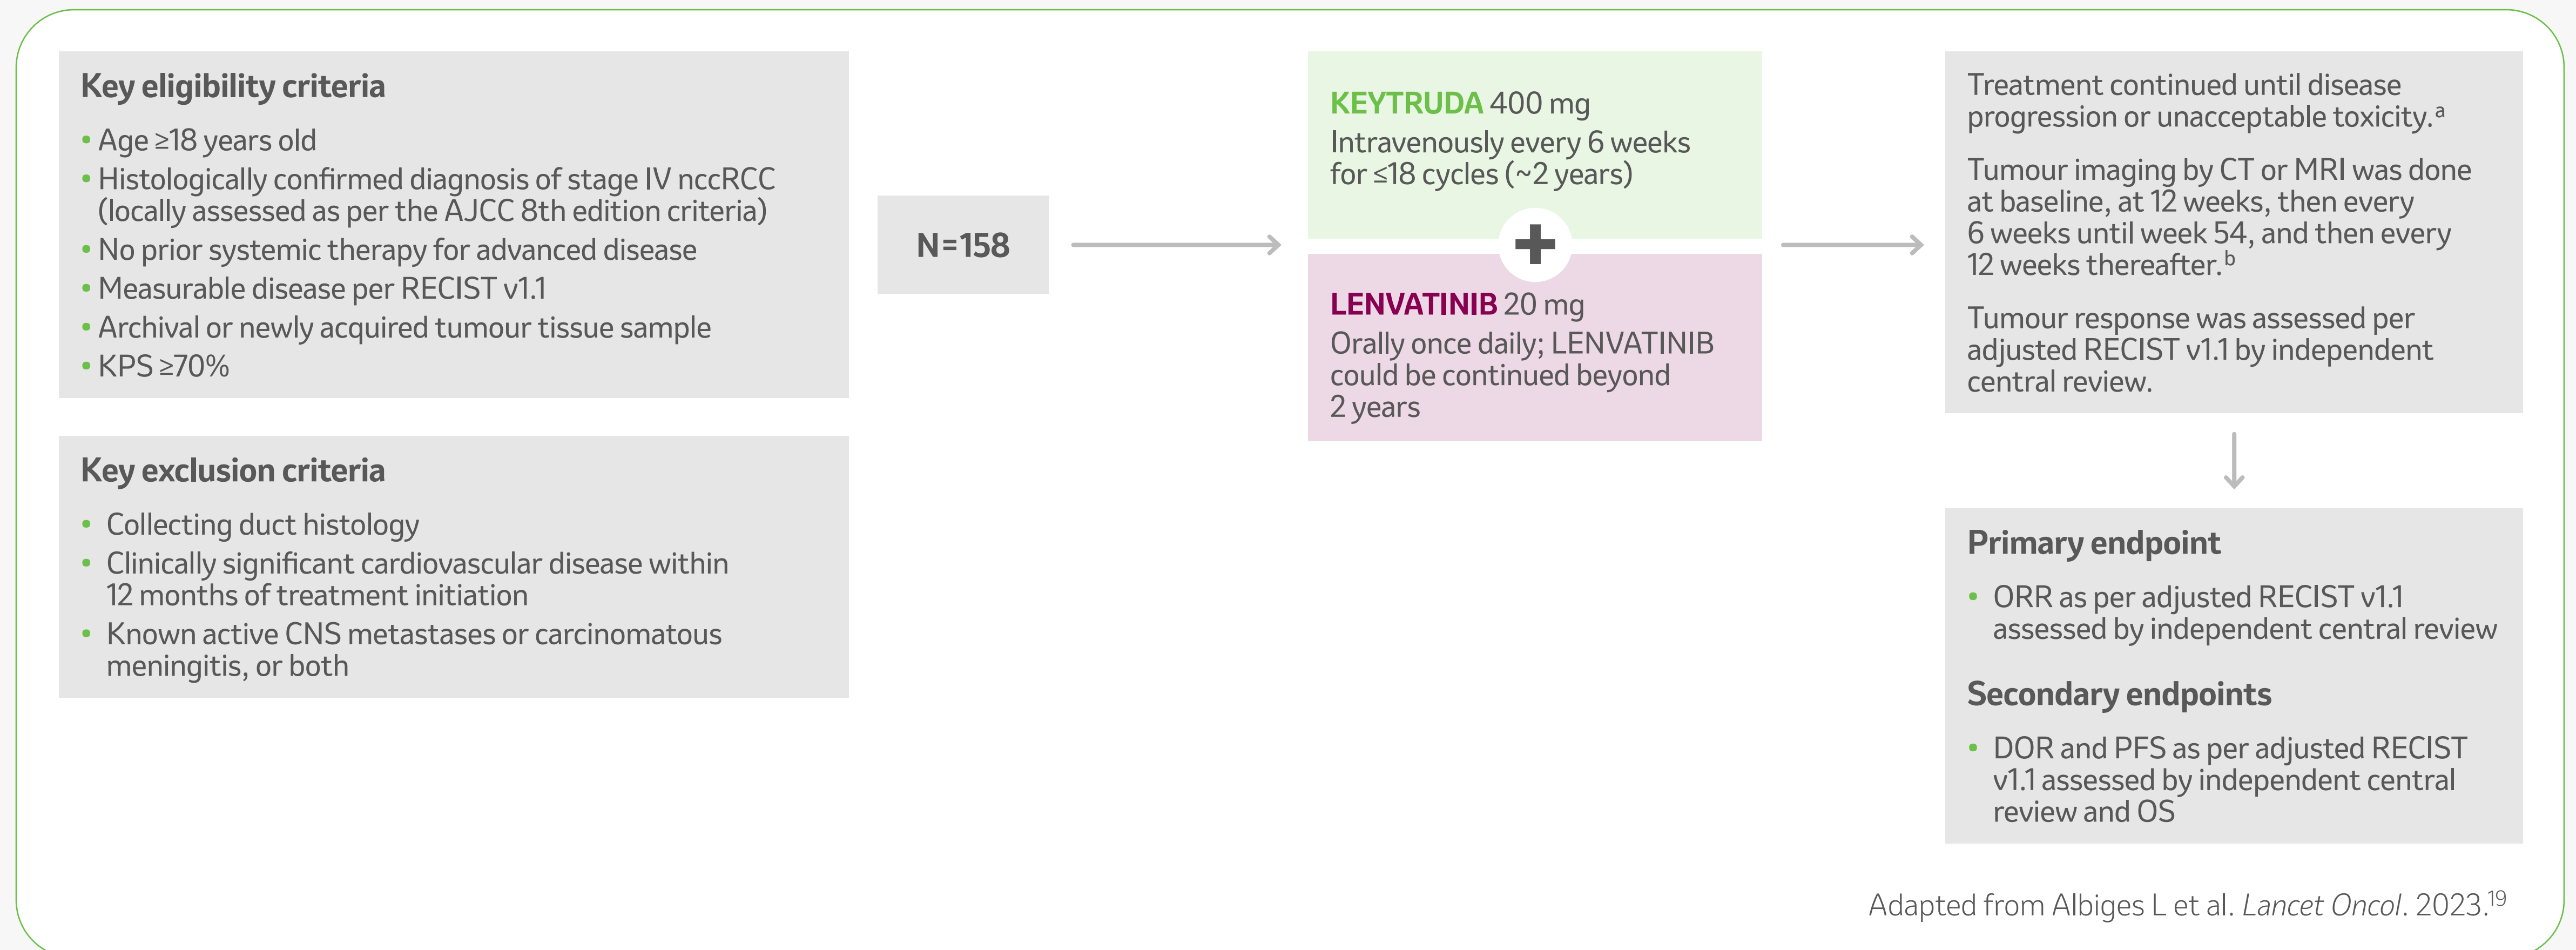 Key eligibility criteria
• Age ≥18 years old
• Histologically confirmed diagnosis of stage IV nccRCC
(locally assessed as per the AJCC 8th edition criteria)
• No prior systemic therapy for advanced disease
• Measurable disease per RECIST v1.1
• Archival or newly acquired tumour tissue sample
• KPS ≥70%
Key exclusion criteria
• Collecting duct histology
• Clinically significant cardiovascular disease within
12 months of treatment initiation
• Known active CNS metastases or carcinomatous
meningitis, or both
N=158
KEYTRUDA 400 mg
Intravenously every 6 weeks
for ≤18 cycles (~2 years)
+
LENVATINIB 20 mg
Orally once daily; LENVATINIB
could be continued beyond
2 years
Treatment continued until disease
progression or unacceptable toxicity.ᵃ
Tumour imaging by CT or MRI was done
at baseline, at 12 weeks, then every
6 weeks until week 54, and then every
12 weeks thereafter.ᵇ
Tumour response was assessed per
adjusted RECIST v1.1 by independent
central review.
Primary endpoint
• ORR as per adjusted RECIST v1.1
assessed by independent central review
Secondary endpoints
• DOR and PFS as per adjusted RECIST
v1.1 assessed by independent central
review and OS
Adapted from Albiges L et al. Lancet Oncol. 2023.¹⁹